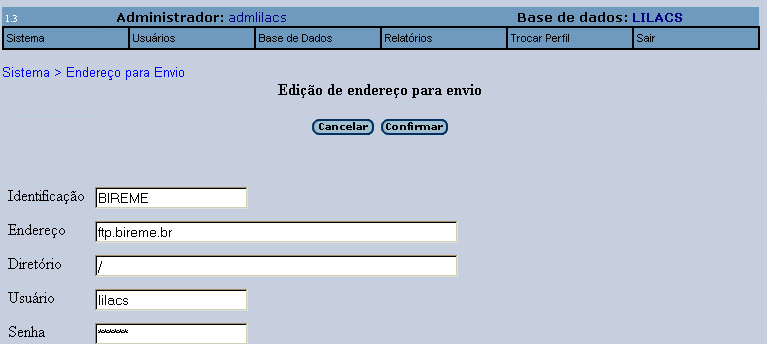 1.3 Administrador: admlilacs Base de dados: LILACS
Sistema Usuários Base de Dados Relatórios Trocar Perfil Sair
Sistema > Endereço para Envio
Edição de endereço para envio
Cancelar Confirmar
Identificação BIREME
Endereço ftp.bireme.br
Diretório /
Usuário lilacs
Senha ******